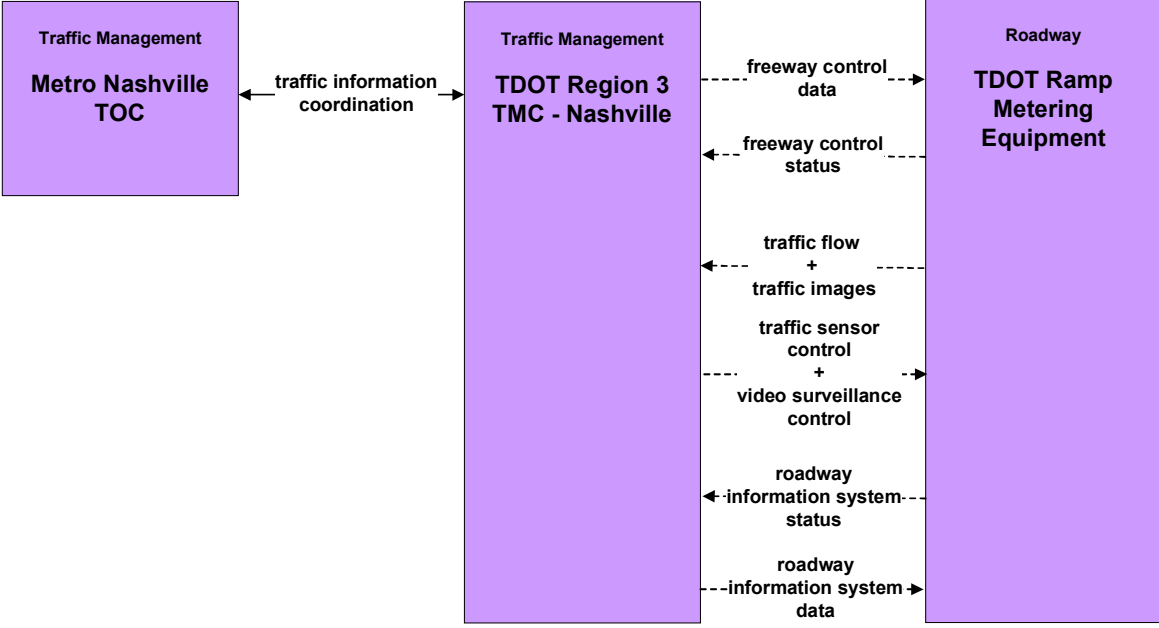 Traffic Management
Metro Nashville
TOC
traffic information
coordination
Traffic Management
TDOT Region 3
TMC - Nashville
freeway control
data
freeway control
status
traffic flow
+
traffic images
traffic sensor
control
+
video surveillance
control
roadway
information system
status
roadway
information system
data
Roadway
TDOT Ramp
Metering
Equipment